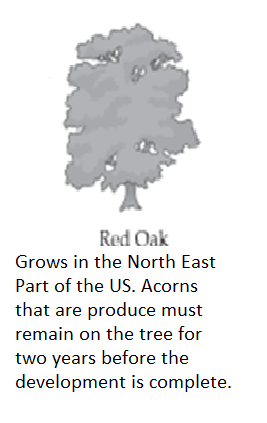 Red Oak
Grows in the North East
Part of the US. Acorns
that are produce must
remain on the tree for
two years before the
development is complete.